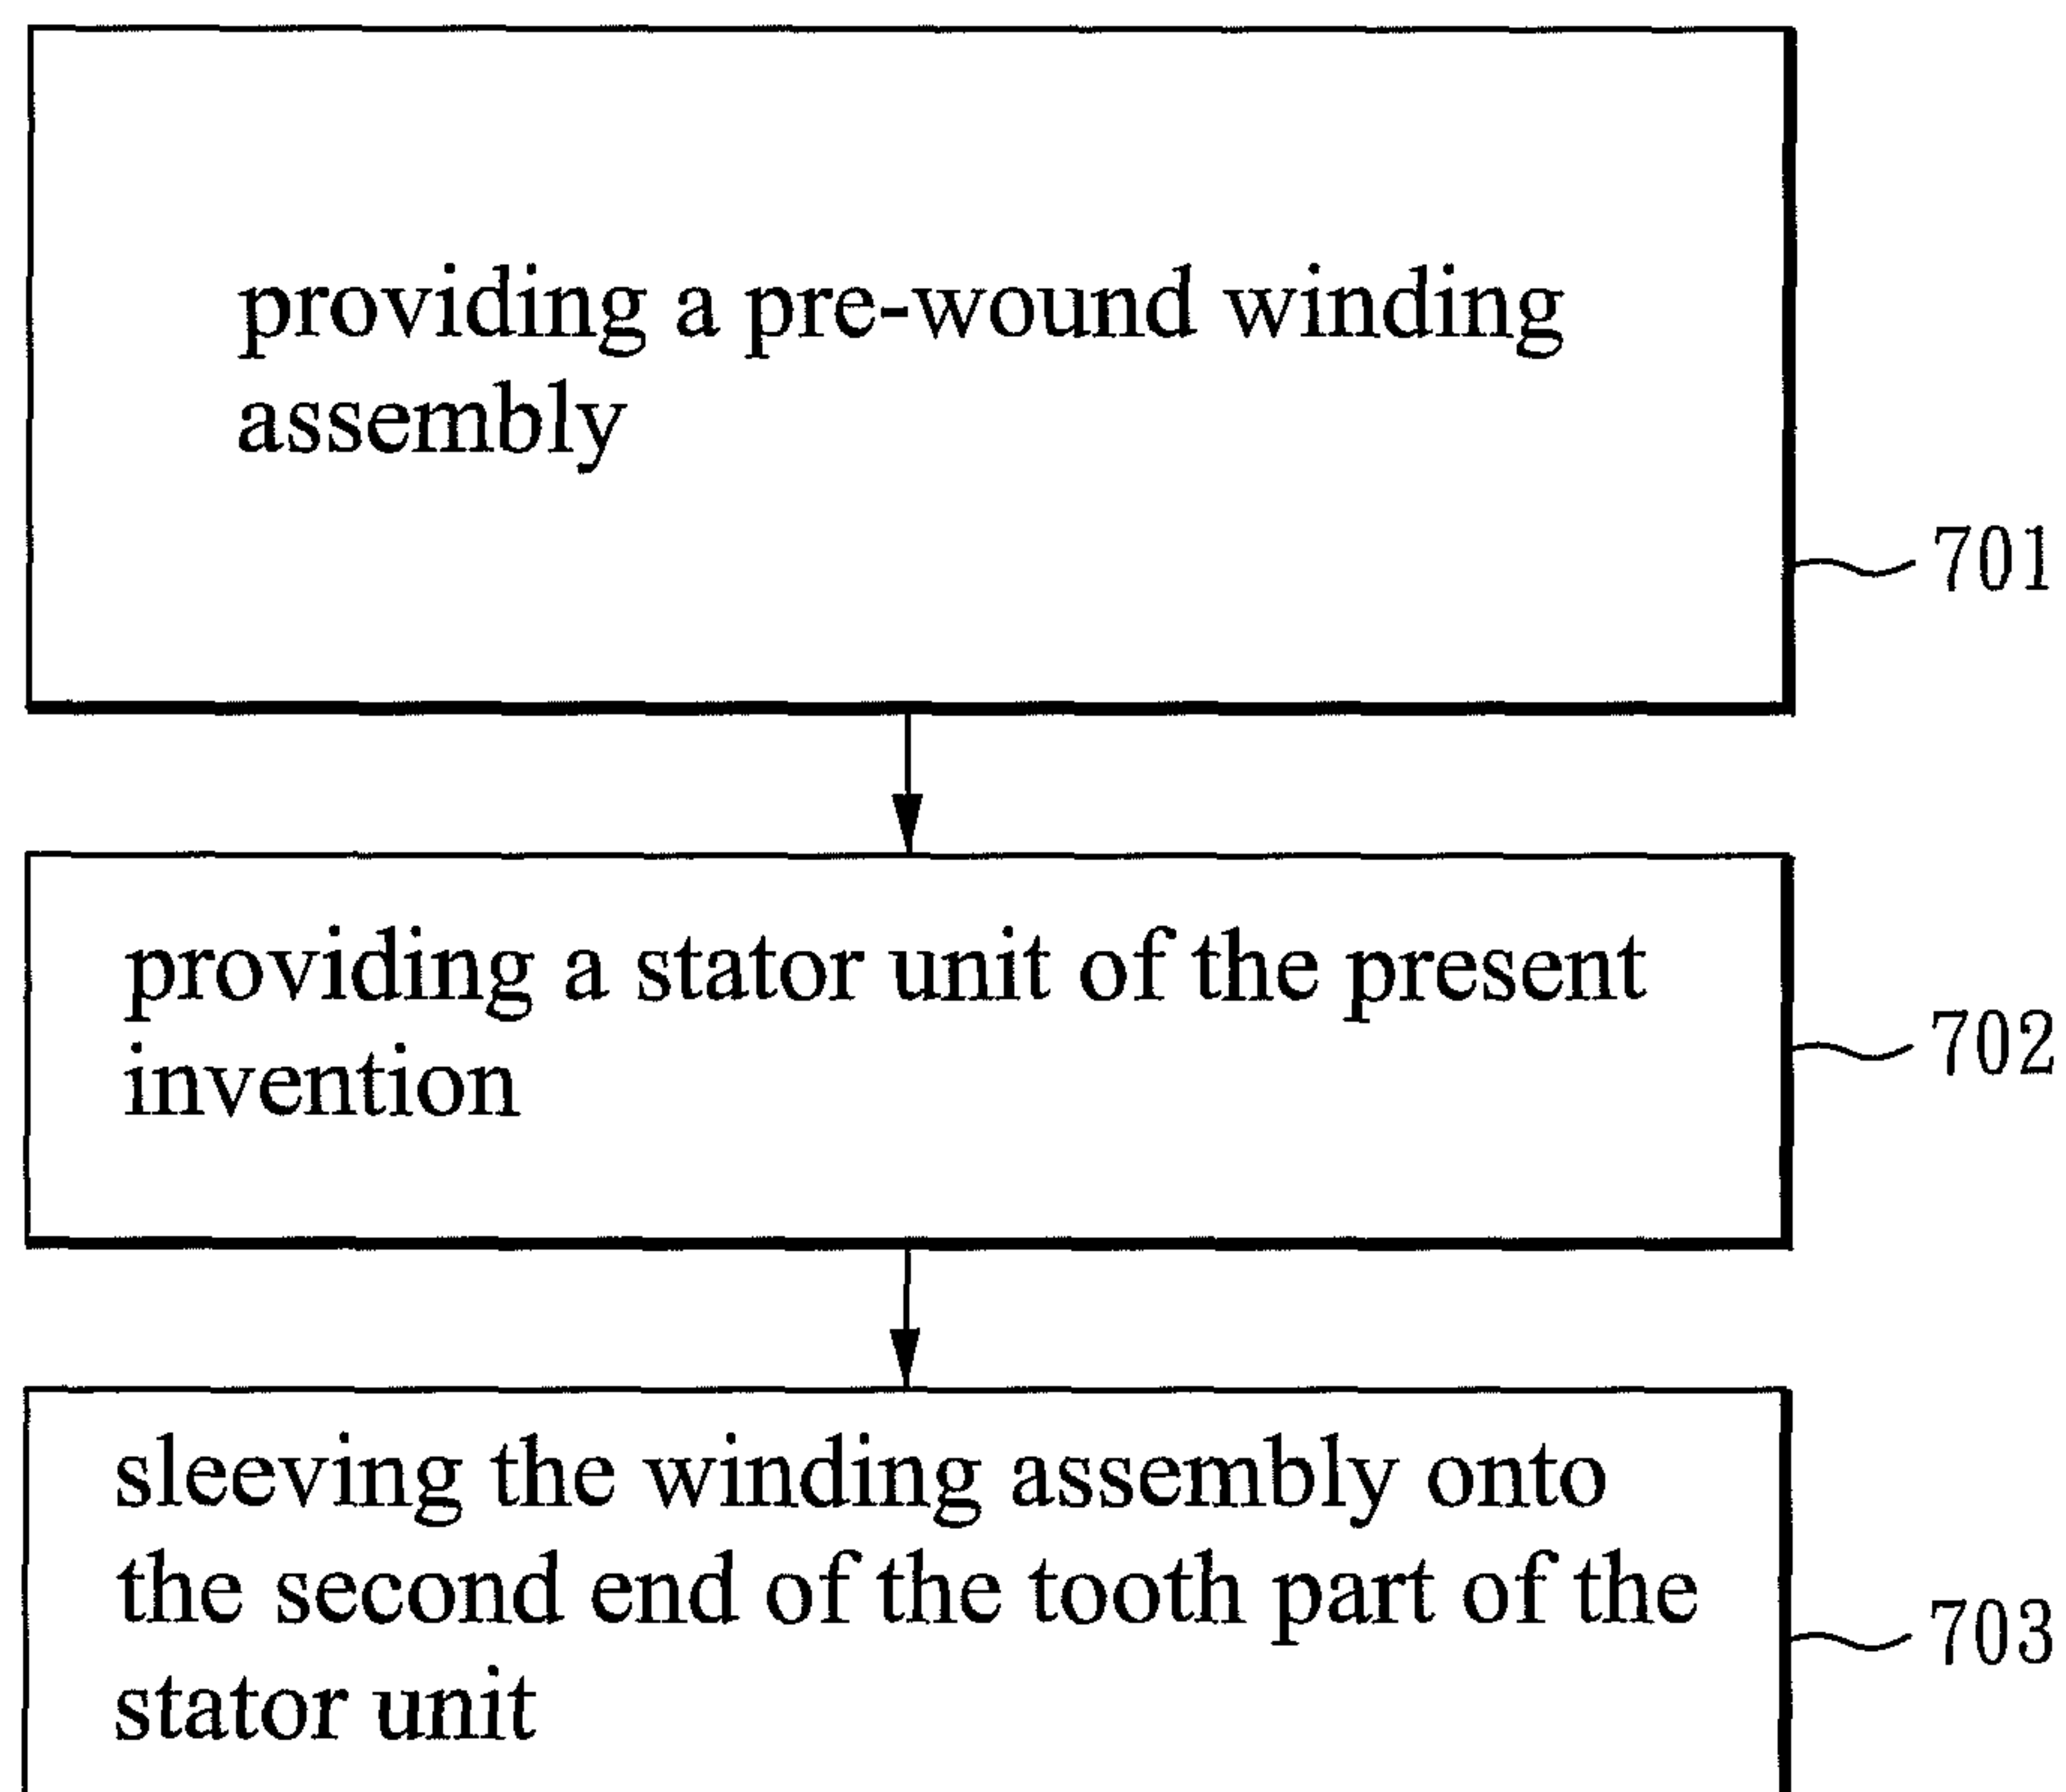 providing a pre-wound winding
assembly
701
providing a stator unit of the present
invention
702
sleeving the winding assembly onto
the second end of the tooth part of the
stator unit
703